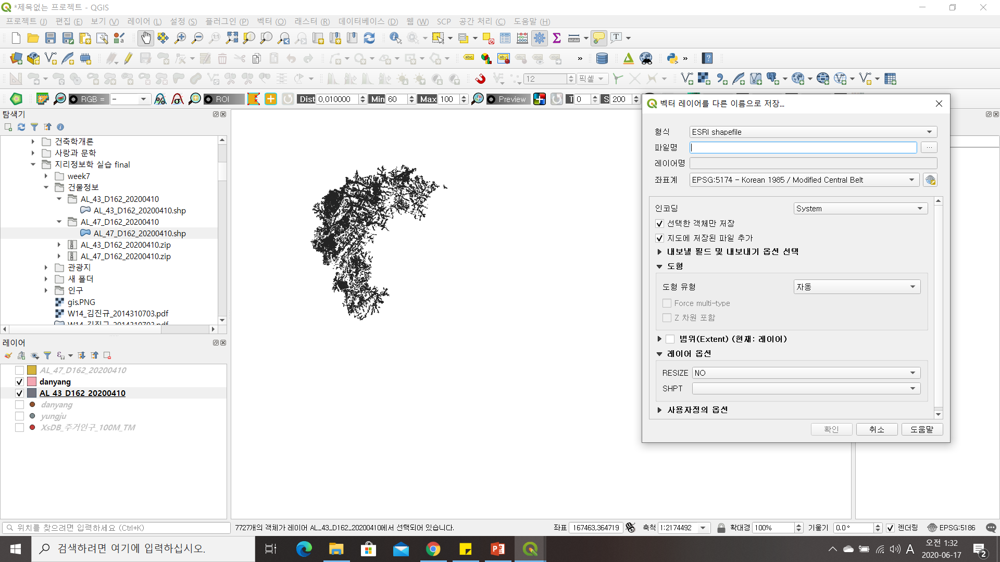 *제목없는 프로젝트 - QGIS
프로젝트 (J) 편집 (E) 보기 (V) 레이어 (L) 설정 (S) 플러그인 (P) 벡터 (O) 래스터 (R) 데이터베이스 (D) 웹 (W) SCP 공간 처리 (C) 도움말 (H)
12 픽셀
RGB = - ROI Dist 0,010000 Min 60 Max 100 Preview T 0 S 200
탐색기
건축학개론
사랑과 문학
지리정보학 실습 final
week7
건물정보
AL_43_D162_20200410
AL_43_D162_20200410.shp
AL_47_D162_20200410
AL_47_D162_20200410.shp
AL_43_D162_20200410.zip
AL_47_D162_20200410.zip
관광지
새 폴더
인구
gis.PNG
W14_김진규_2014310703.pdf
W14_김진규_2014310703.pdf
레이어
AL_47_D162_20200410
danyang
AL_43_D162_20200410
danyang
yungju
XsDB_주거인구_100M_TM
벡터 레이어를 다른 이름으로 저장...
형식 ESRI shapefile
파일명 ...
레이어명
좌표계 EPSG:5174 - Korean 1985 / Modified Central Belt
인코딩 System
선택한 객체만 저장
지도에 저장된 파일 추가
내보낼 필드 및 내보내기 옵션 선택
도형
도형 유형 자동
Force multi-type
Z 차원 포함
범위(Extent) (현재: 레이어)
레이어 옵션
RESIZE NO
SHPT
사용자정의 옵션
확인 취소 도움말
위치를 찾으려면 입력하세요 (Ctrl+K) 7727개의 객체가 레이어 AL_43_D162_20200410에서 선택되어 있습니다. 좌표 167463,364719 축척 1:2174492 확대경 100% 기울기 0.0 ° 렌더링 EPSG:5186
검색하려면 여기에 입력하십시오. A 오전 1:32
2020-06-17 2